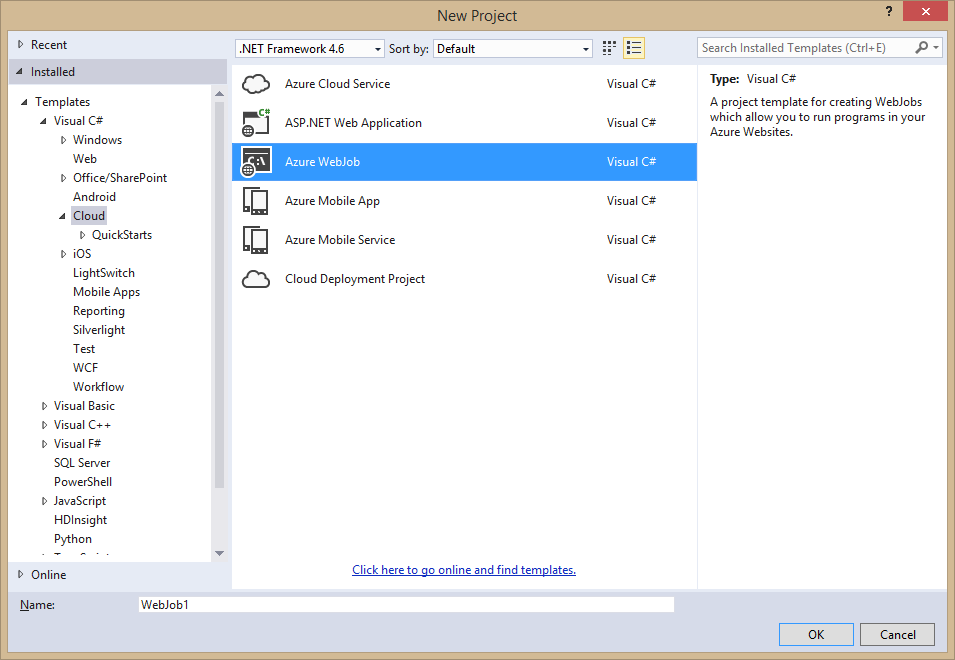 New Project
?
Recent
.NET Framework 4.6
Sort by:
Default
Search Installed Templates (Ctrl+E)
Installed
Templates
Visual C#
Windows
Web
Office/SharePoint
Android
Cloud
QuickStarts
iOS
LightSwitch
Mobile Apps
Reporting
Silverlight
Test
WCF
Workflow
Visual Basic
Visual C++
Visual F#
SQL Server
PowerShell
JavaScript
HDInsight
Python
Online
Azure Cloud Service Visual C#
C#
ASP.NET Web Application Visual C#
C:\
Azure WebJob Visual C#
Azure Mobile App Visual C#
Azure Mobile Service Visual C#
Cloud Deployment Project Visual C#
Click here to go online and find templates.
Type: Visual C#
A project template for creating WebJobs
which allow you to run programs in your
Azure Websites.
Name: WebJob1
OK
Cancel